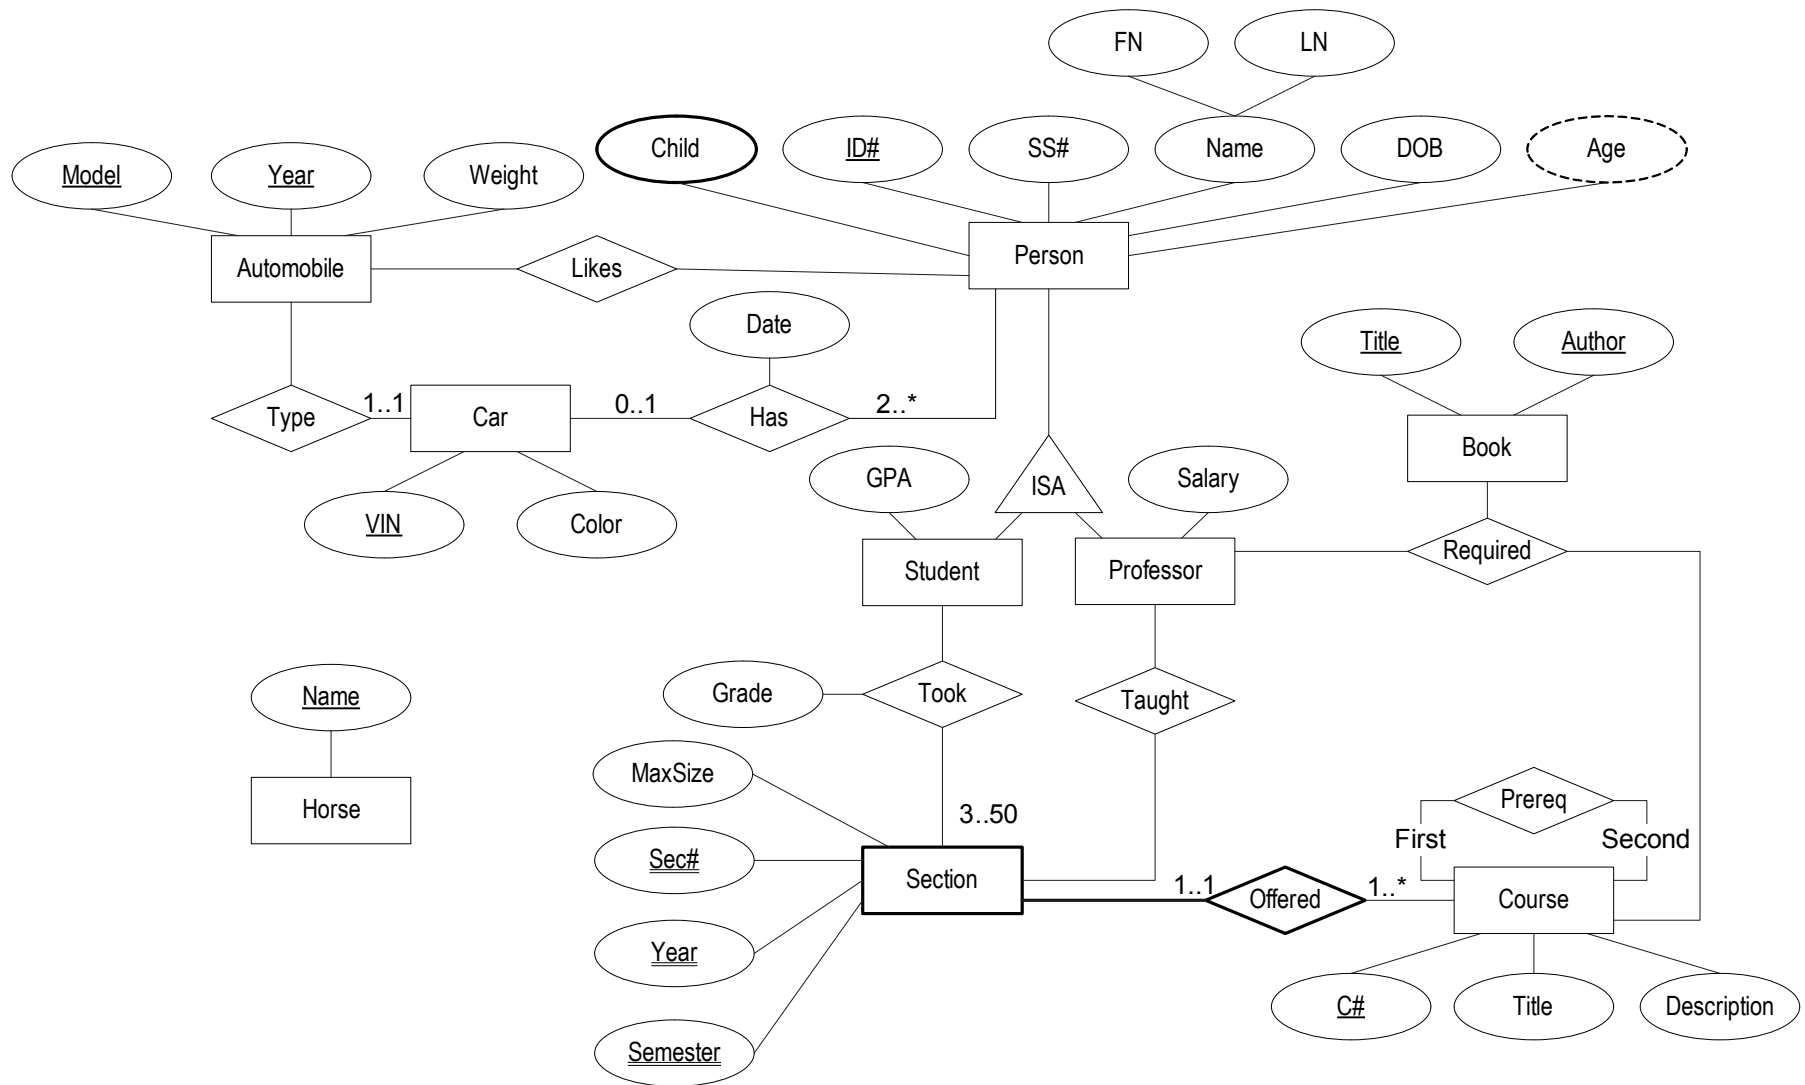 FN
LN
Child
ID#
SS#
Name
DOB
Age
Model
Year
Weight
Automobile
Likes
Person
Date
Title
Author
Type
1..1
Car
0..1
Has
2..*
Book
GPA
ISA
Salary
VIN
Color
Student
Professor
Required
Name
Grade
Took
Taught
MaxSize
Horse
3..50
Prereq
First
Second
Sec#
Section
1..1
Offered
1..*
Course
Year
C#
Title
Description
Semester